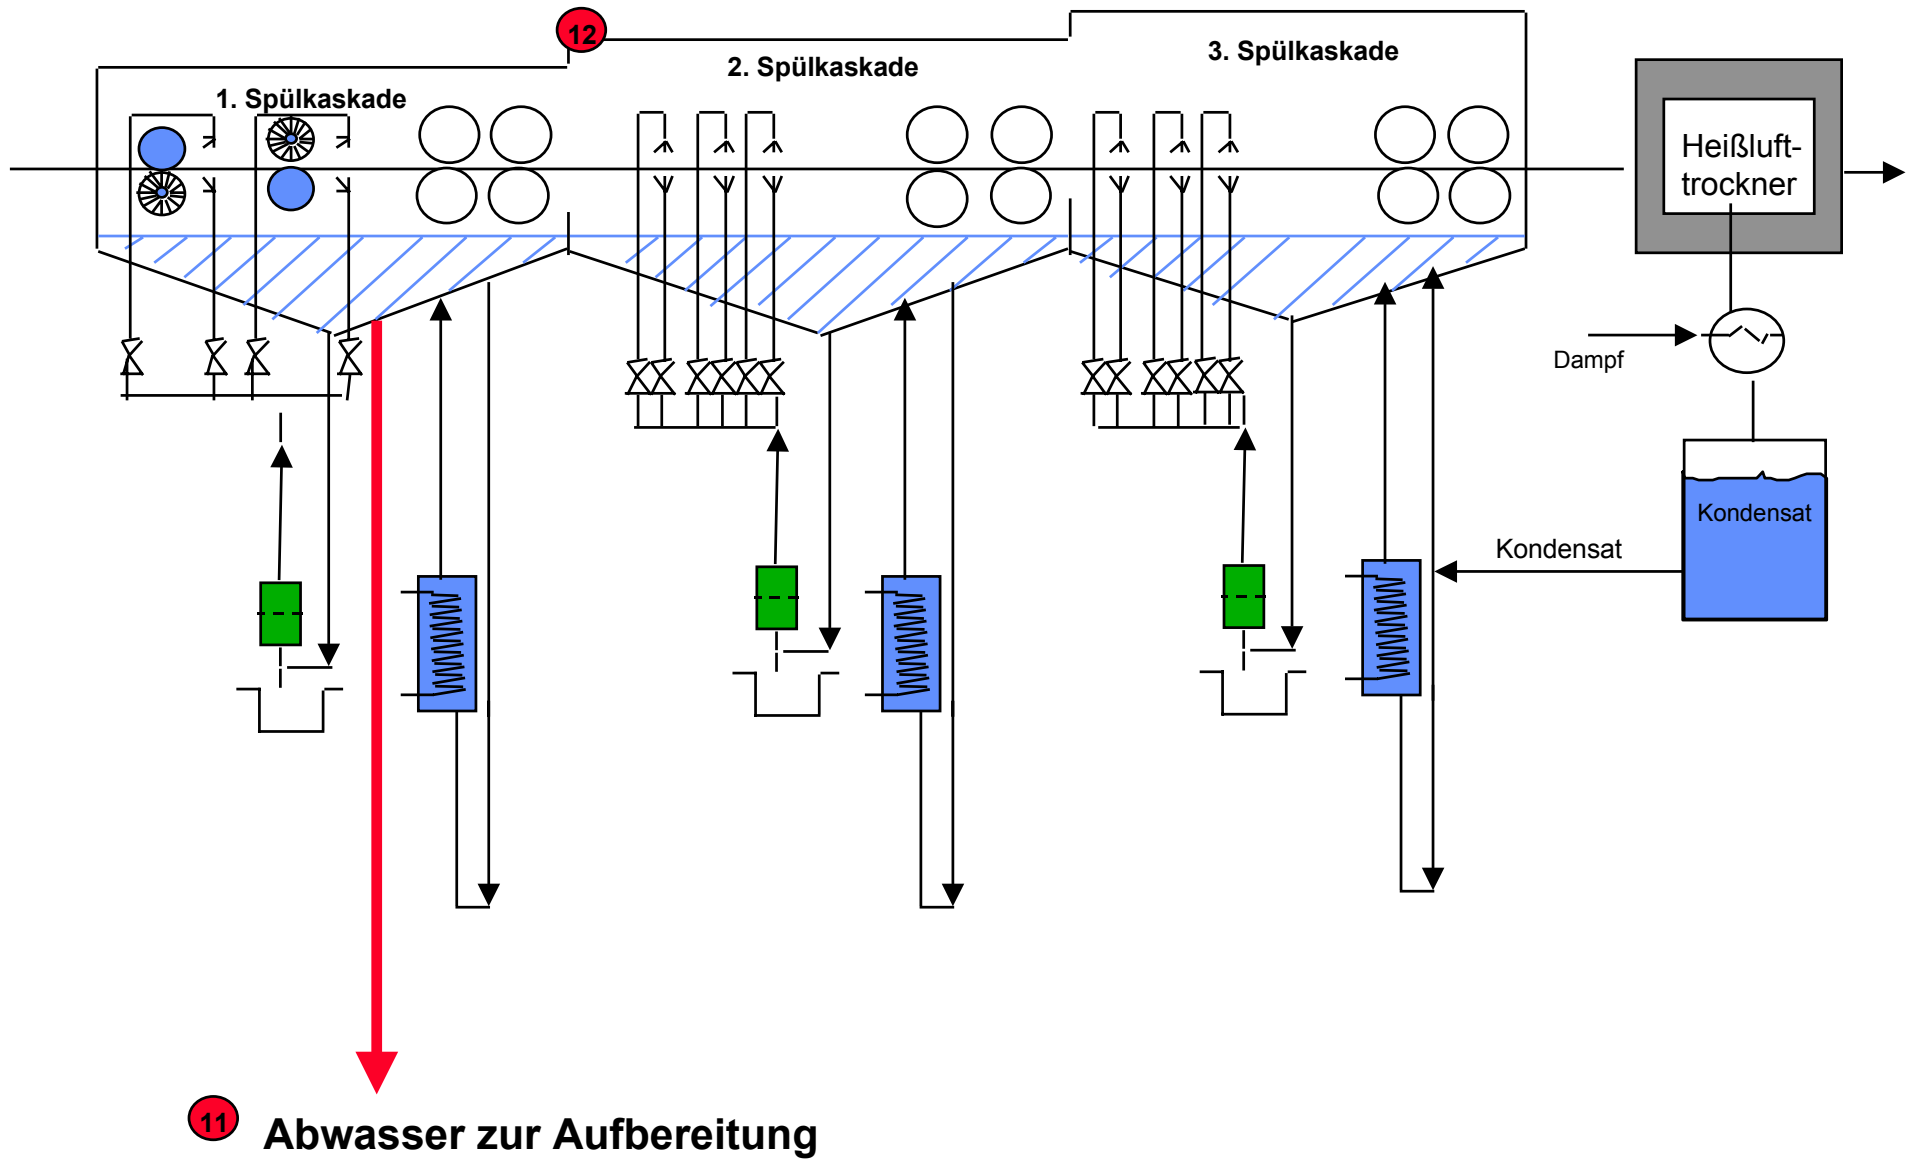 12
3. Spülkaskade
2. Spülkaskade
1. Spülkaskade
Heißluft-
trockner
Dampf
Kondensat
Kondensat
11
Abwasser zur Aufbereitung